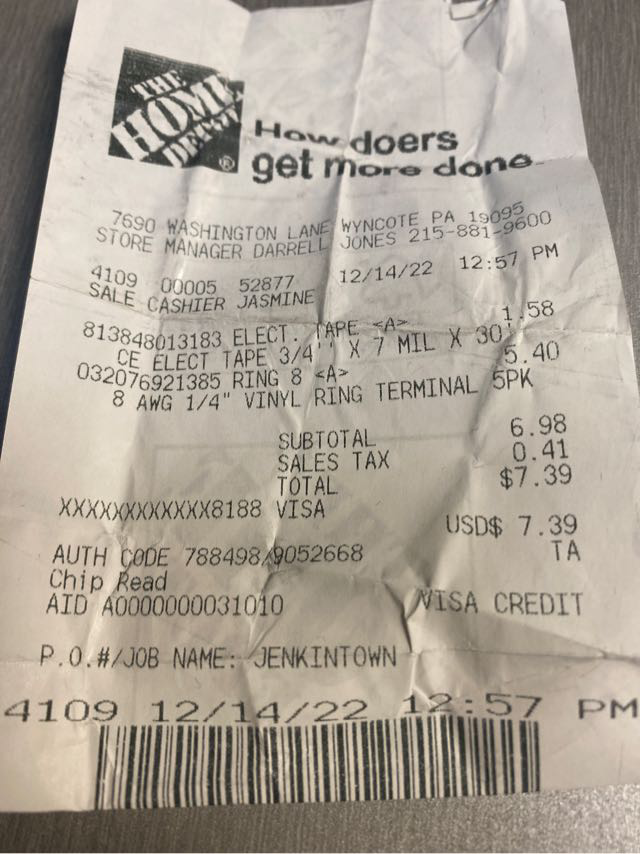 THE
HOME
DEPOT
®
How doers
get more done
7690 WASHINGTON LANE WYNCOTE PA 19095
STORE MANAGER DARRELL JONES 215-881-9600
4109 00005 52877 12/14/22 12:57 PM
SALE CASHIER JASMINE
813848013183 ELECT. TAPE <A> 1.58
CE ELECT TAPE 3/4'' X 7 MIL X 30'
032076921385 RING 8 <A> 5.40
8 AWG 1/4" VINYL RING TERMINAL 5PK
SUBTOTAL 6.98
SALES TAX 0.41
TOTAL $7.39
XXXXXXXXXXXX8188 VISA
USD$ 7.39
AUTH CODE 788498/9052668 TA
Chip Read
AID A0000000031010 VISA CREDIT
P.O.#/JOB NAME: JENKINTOWN
4109 12/14/22 12:57 PM